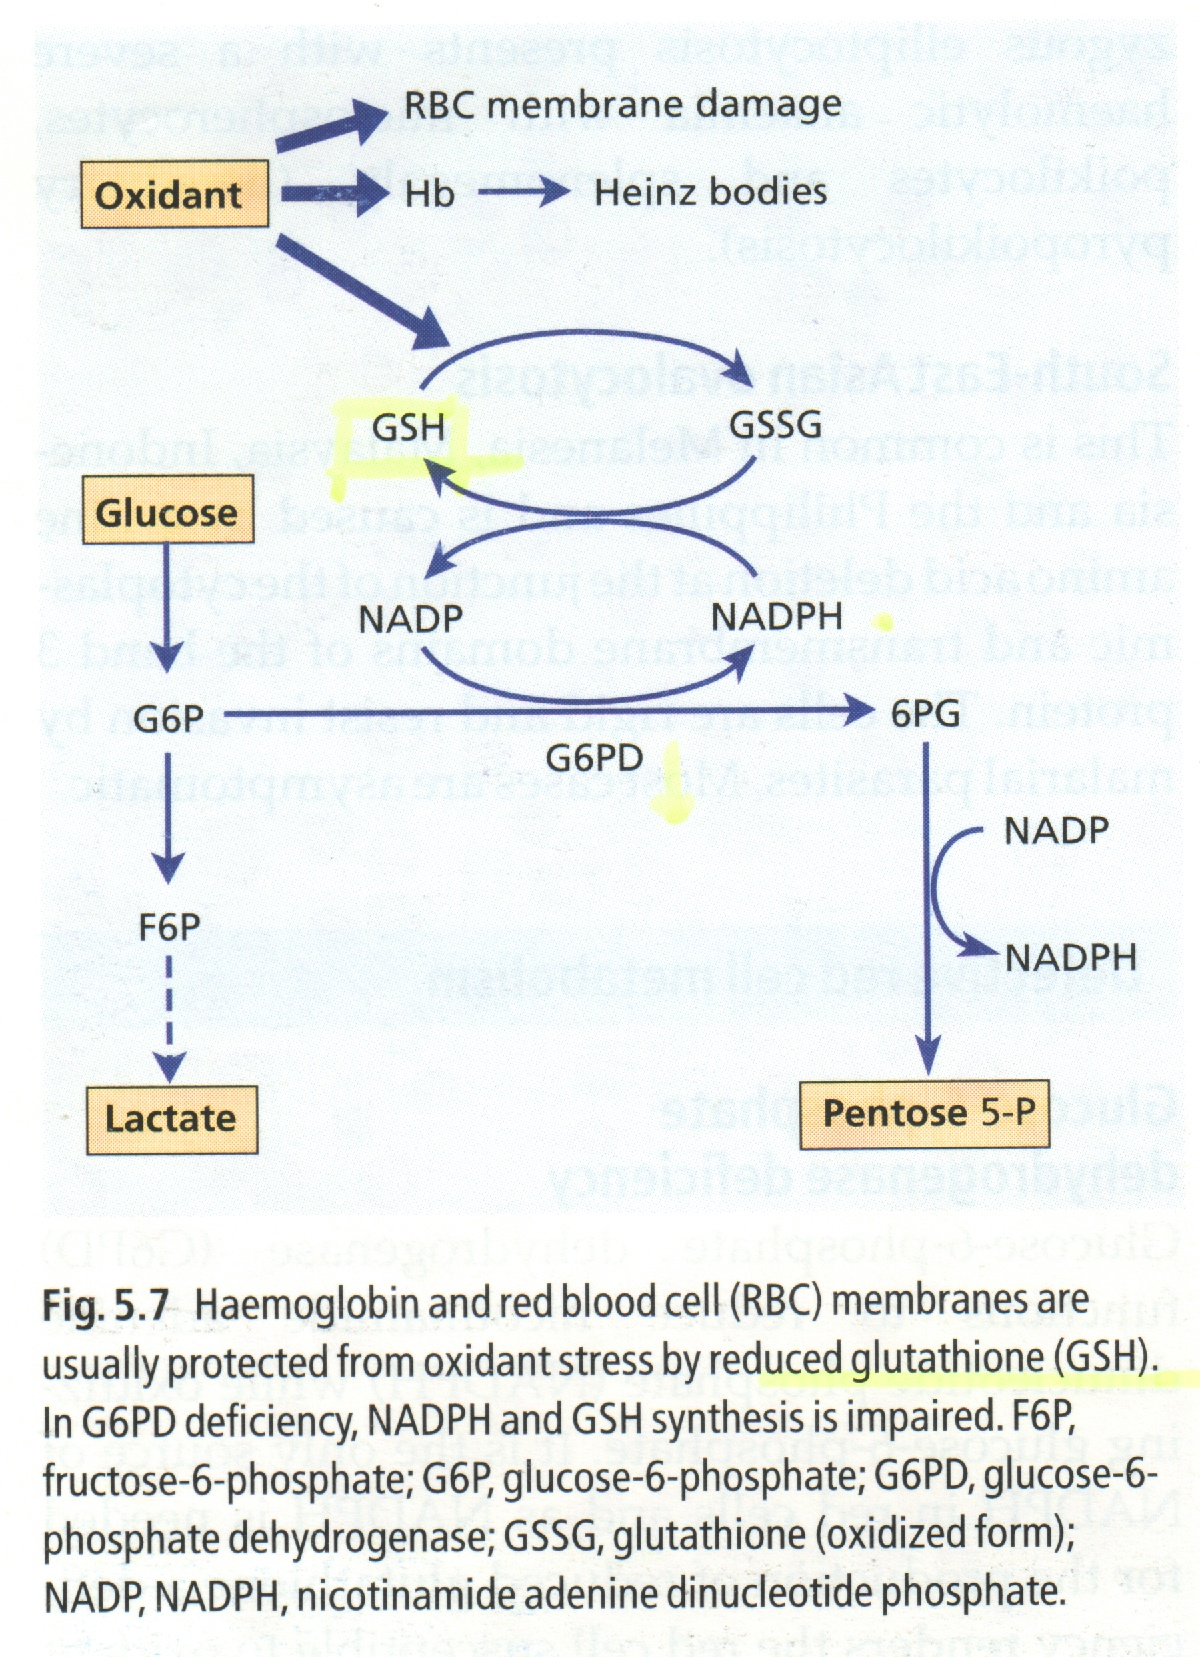 RBC membrane damage
Oxidant
Hb
Heinz bodies
GSH
GSSG
Glucose
NADP
NADPH
G6P
6PG
G6PD
NADP
F6P
NADPH
Lactate
Pentose 5-P
Fig. 5.7 Haemoglobin and red blood cell (RBC) membranes are
usually protected from oxidant stress by reduced glutathione (GSH).
In G6PD deficiency, NADPH and GSH synthesis is impaired. F6P,
fructose-6-phosphate; G6P, glucose-6-phosphate; G6PD, glucose-6-
phosphate dehydrogenase; GSSG, glutathione (oxidized form);
NADP, NADPH, nicotinamide adenine dinucleotide phosphate.